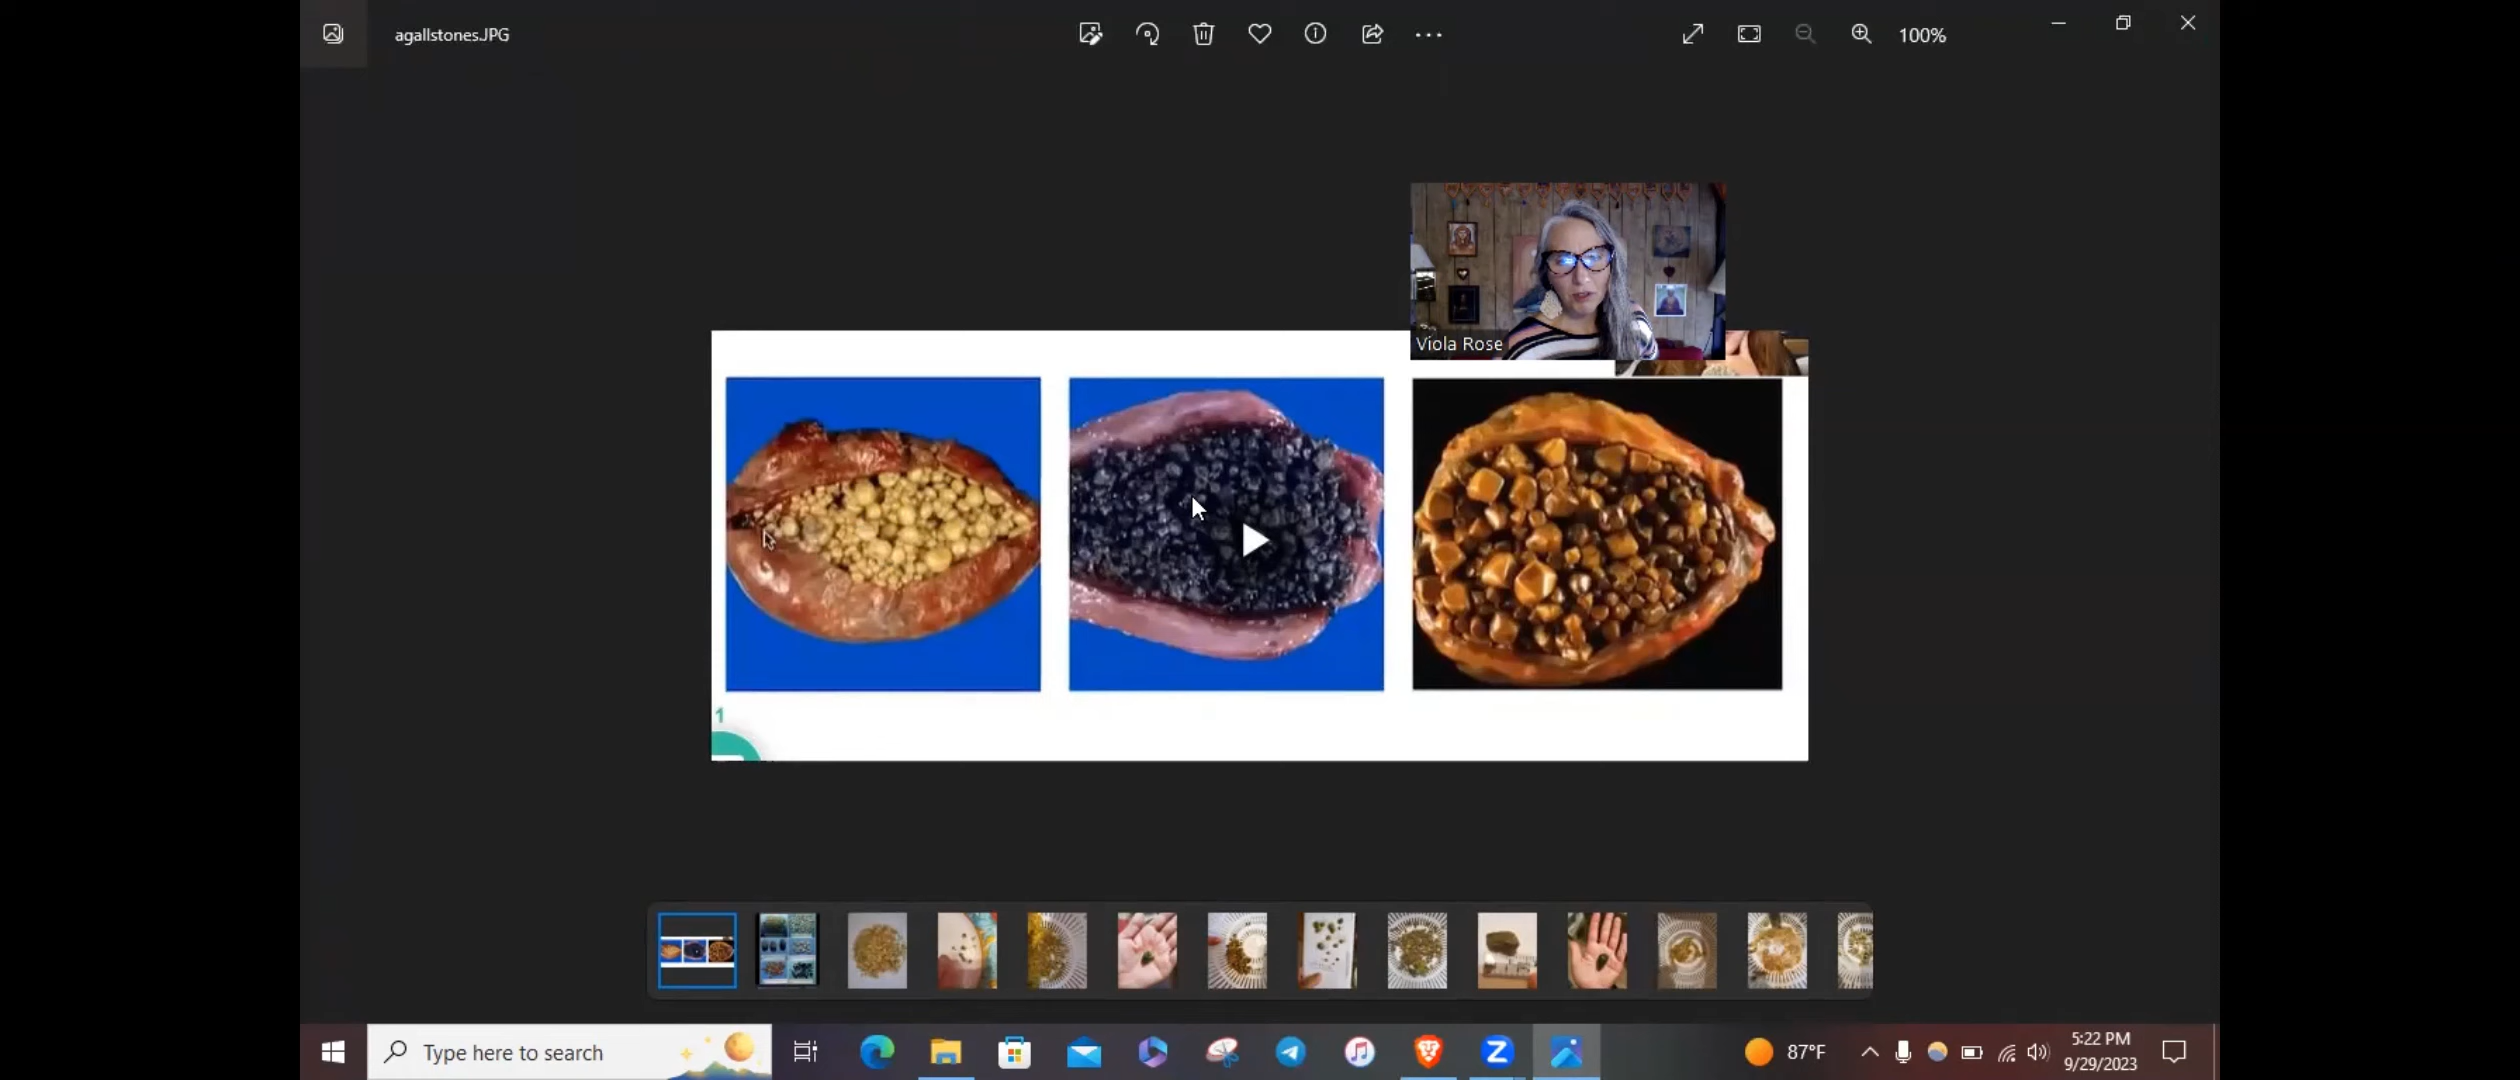 agallstones.JPG
100%
Viola Rose
1
Type here to search
87°F
5:22 PM
9/29/2023